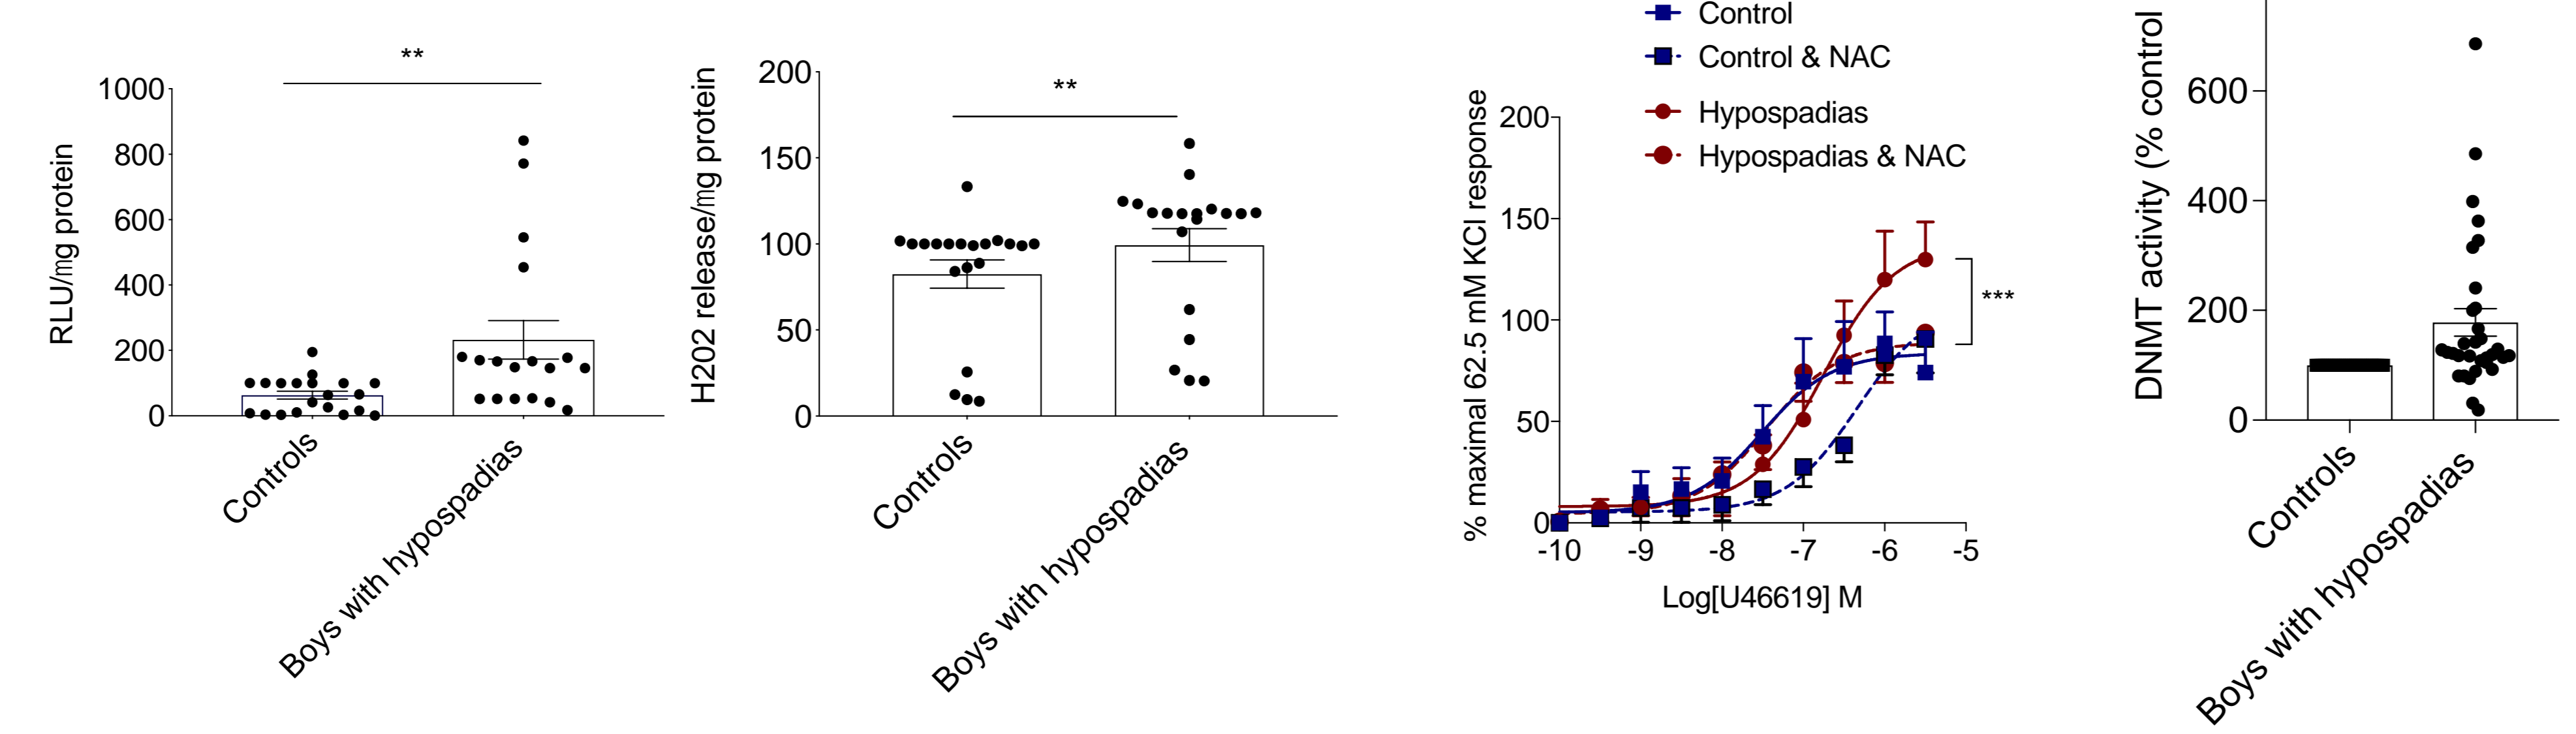 **
1000
800
600
400
200
0
RLU/mg protein
Controls
Boys with hypospadias
**
200
150
100
50
0
H202 release/mg protein
Controls
Boys with hypospadias
Control
Control & NAC
Hypospadias
Hypospadias & NAC
200
150
100
50
0
% maximal 62.5 mM KCl response
***
-10 -9 -8 -7 -6 -5
Log[U46619] M
DNMT activity (% control
600
400
200
0
Controls
Boys with hypospadias